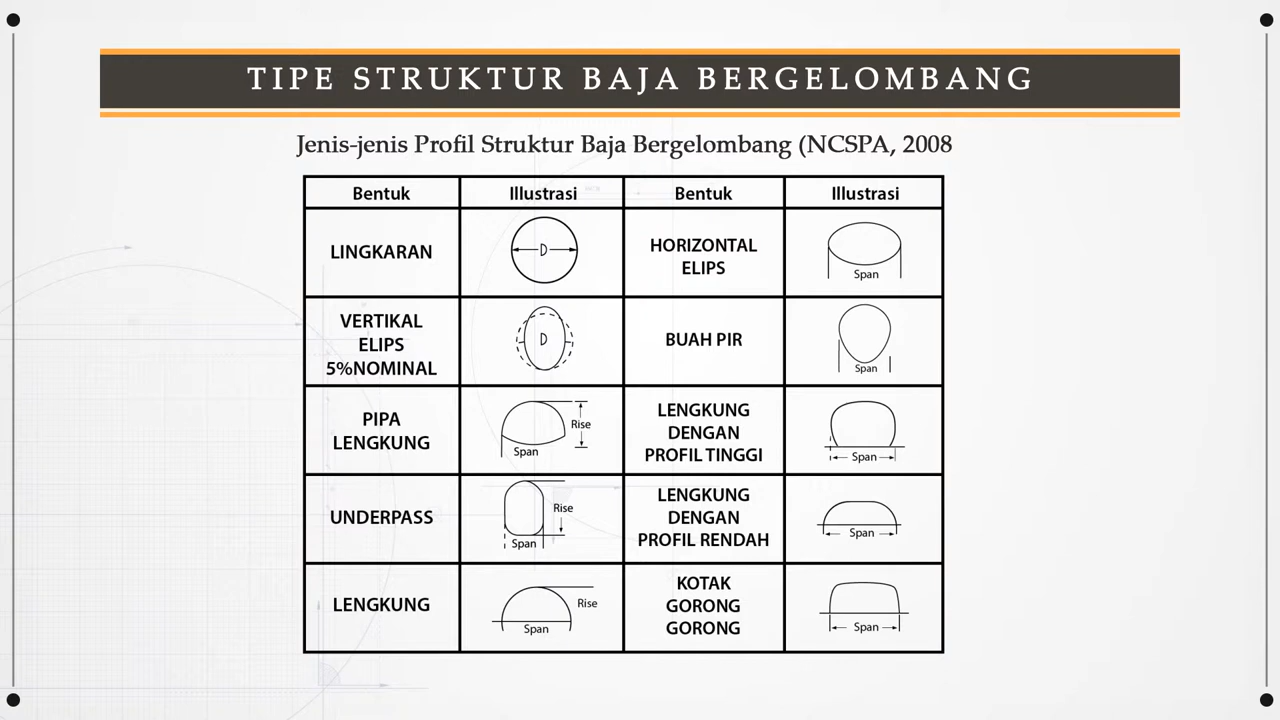 TIPE STRUKTUR BAJA BERGELOMBANG
Jenis-jenis Profil Struktur Baja Bergelombang (NCSPA, 2008
Bentuk
Illustrasi
Bentuk
Illustrasi
LINGKARAN
D
HORIZONTAL
ELIPS
Span
VERTIKAL
ELIPS
5%NOMINAL
D
BUAH PIR
Span
PIPA
LENGKUNG
Rise
Span
LENGKUNG
DENGAN
PROFIL TINGGI
Span
UNDERPASS
Rise
Span
LENGKUNG
DENGAN
PROFIL RENDAH
Span
LENGKUNG
Rise
Span
KOTAK
GORONG
GORONG
Span